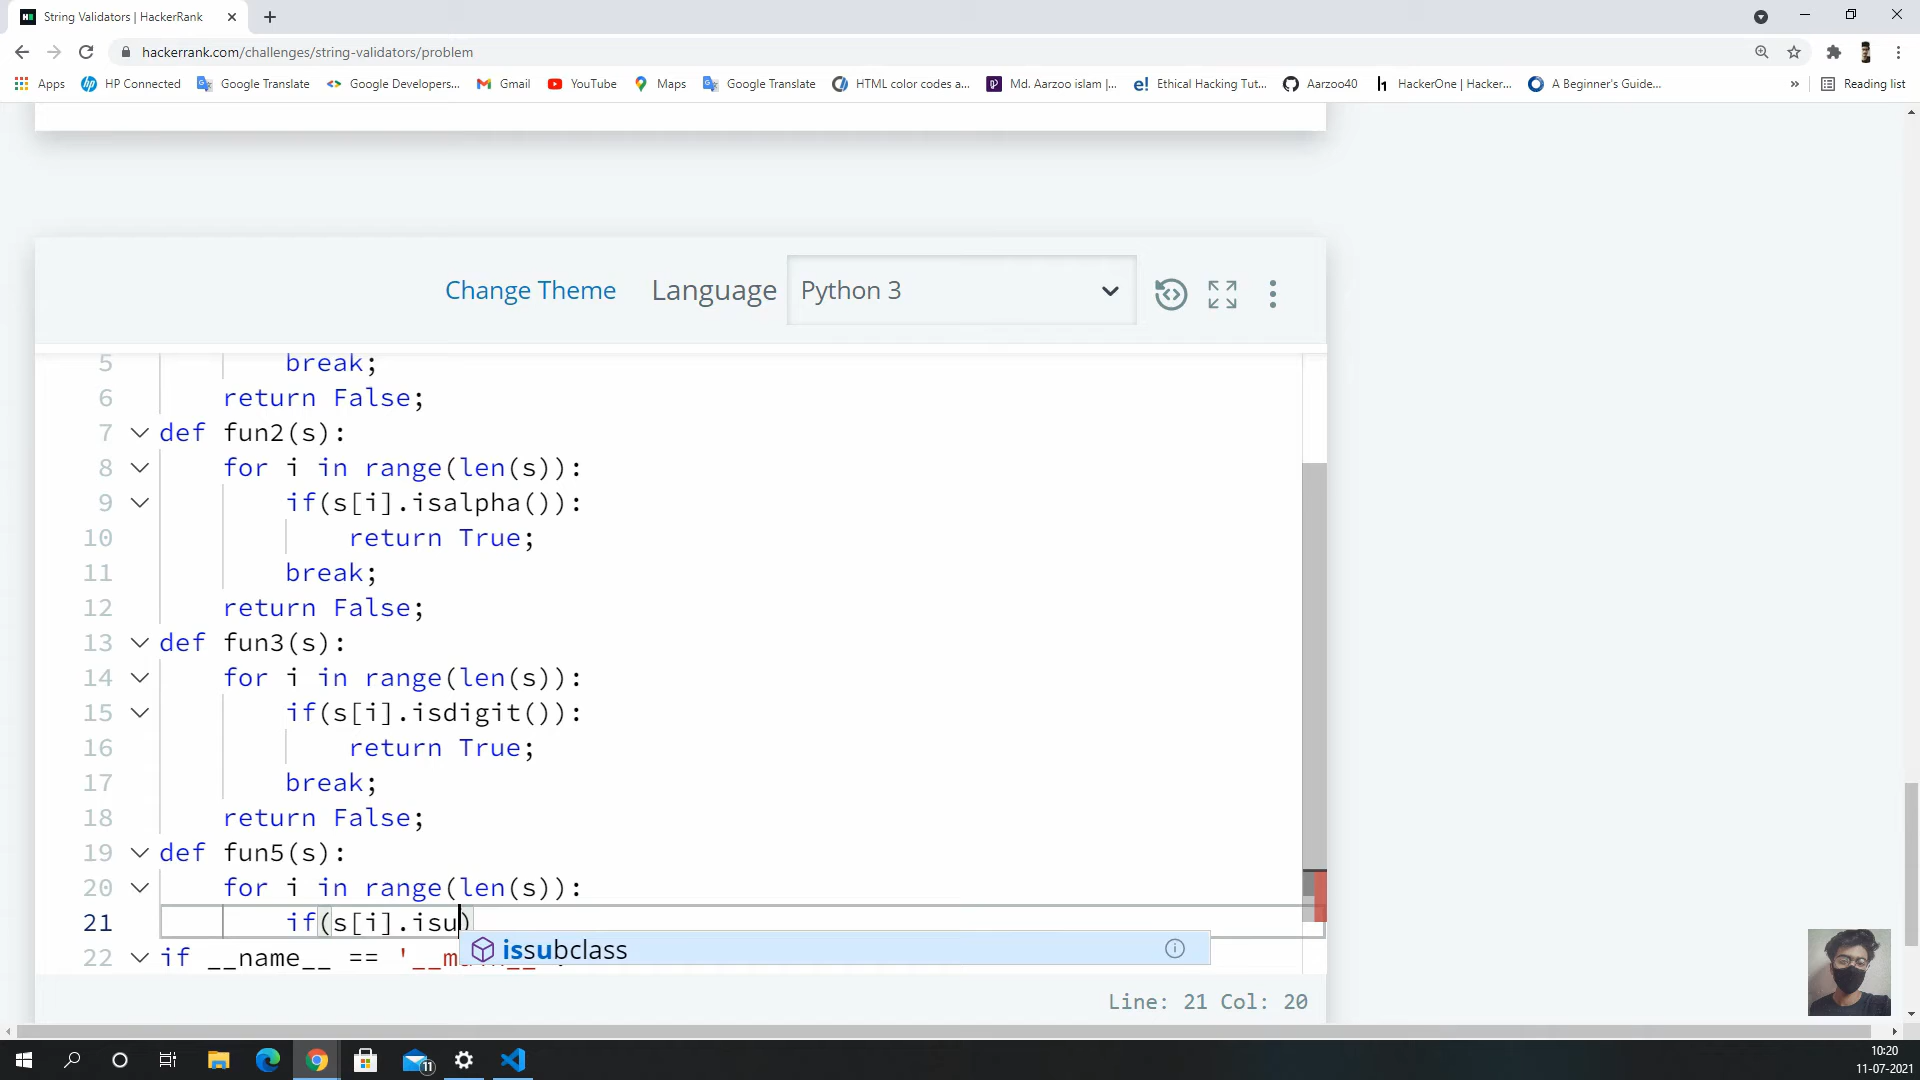 String Validators | HackerRank
hackerrank.com/challenges/string-validators/problem
Apps HP Connected Google Translate Google Developers... Gmail YouTube Maps Google Translate HTML color codes a... Md. Aarzoo islam |... Ethical Hacking Tut... Aarzoo40 HackerOne | Hacker... A Beginner's Guide... » Reading list
Change Theme Language Python 3
5 break;
6 return False;
7 def fun2(s):
8 for i in range(len(s)):
9 if(s[i].isalpha()):
10 return True;
11 break;
12 return False;
13 def fun3(s):
14 for i in range(len(s)):
15 if(s[i].isdigit()):
16 return True;
17 break;
18 return False;
19 def fun5(s):
20 for i in range(len(s)):
21 if(s[i].isu)
issubclass
22 if __name__ ==
Line: 21 Col: 20
11
10:20
11-07-2021